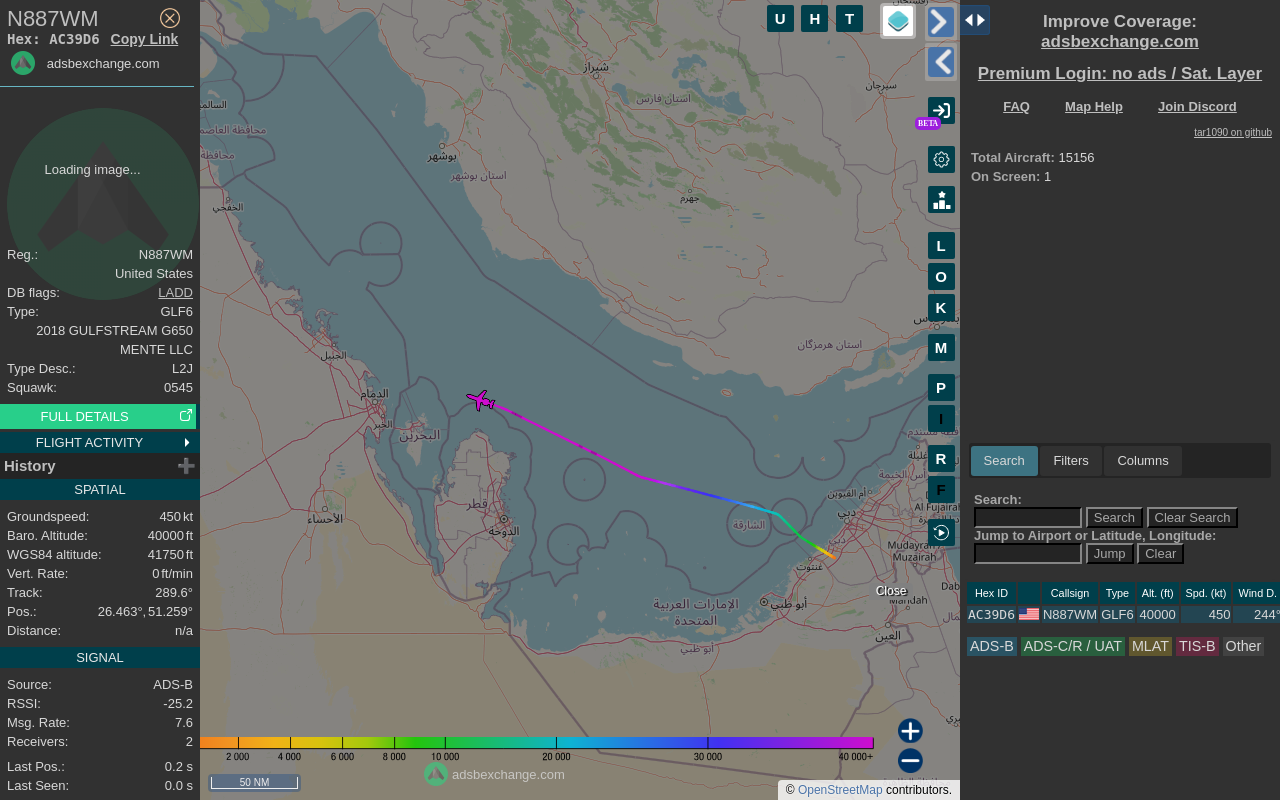 N887WM
Hex: AC39D6 Copy Link
adsbexchange.com
Loading image...
Reg.: N887WM
United States
DB flags: LADD
Type: GLF6
2018 GULFSTREAM G650
MENTE LLC
Type Desc.: L2J
Squawk: 0545
FULL DETAILS
FLIGHT ACTIVITY
History
SPATIAL
Groundspeed: 450 kt
Baro. Altitude: 40000 ft
WGS84 altitude: 41750 ft
Vert. Rate: 0 ft/min
Track: 289.6°
Pos.: 26.463°, 51.259°
Distance: n/a
SIGNAL
Source: ADS-B
RSSI: -25.2
Msg. Rate: 7.6
Receivers: 2
Last Pos.: 0.2 s
Last Seen: 0.0 s
U H T
BETA
L
O
K
M
P
I
R
F
شیراز
استان فارس
سیرجان
محافظة العاصمة
بوشهر
استان بوشهر
جهرم
الخفجي
استان هرمزگان
الجبيل
الدمام
الخبر
البحرين
قطر
الدوحة
الأحساء
الشارقة
أم القيوين
رأس الخيمة
دبي
دبي
Al Fujairah
Mudayrah
Muzairah
غنتوت
أبوظبي
الإمارات العربية
المتحدة
أبو ظبي
العين
Close
2 000 4 000 6 000 8 000 10 000 20 000 30 000 40 000+
50 NM
adsbexchange.com
© OpenStreetMap contributors.
Improve Coverage:
adsbexchange.com
Premium Login: no ads / Sat. Layer
FAQ Map Help Join Discord
tar1090 on github
Total Aircraft: 15156
On Screen: 1
Search Filters Columns
Search:
Search Clear Search
Jump to Airport or Latitude, Longitude:
Jump Clear
Hex ID Callsign Type Alt. (ft) Spd. (kt) Wind D.
AC39D6 N887WM GLF6 40000 450 244°
ADS-B ADS-C/R / UAT MLAT TIS-B Other